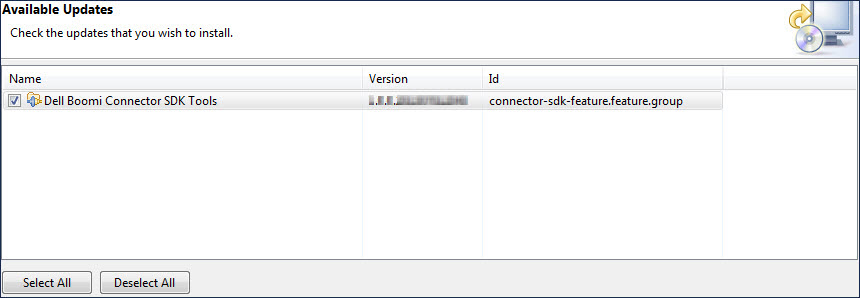 Available Updates
Check the updates that you wish to install.
Name Version Id
Dell Boomi Connector SDK Tools connector-sdk-feature.feature.group
Select All Deselect All